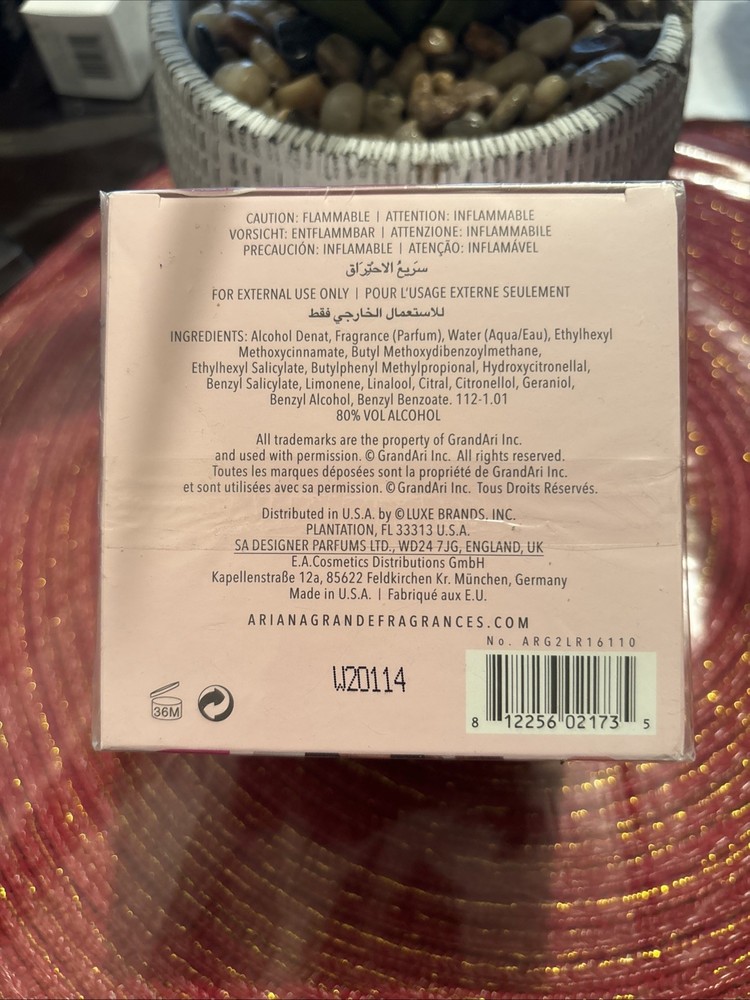 CAUTION: FLAMMABLE | ATTENTION: INFLAMMABLE
VORSICHT: ENTFLAMMBAR | ATTENZIONE: INFLAMMABILE
PRECAUCIÓN: INFLAMABLE | ATENÇÃO: INFLAMÁVEL
سَريعُ الاحتِراق
FOR EXTERNAL USE ONLY | POUR L'USAGE EXTERNE SEULEMENT
للاستعمال الخارجي فقط
INGREDIENTS: Alcohol Denat, Fragrance (Parfum), Water (Aqua/Eau), Ethylhexyl
Methoxycinnamate, Butyl Methoxydibenzoylmethane,
Ethylhexyl Salicylate, Butylphenyl Methylpropional, Hydroxycitronellal,
Benzyl Salicylate, Limonene, Linalool, Citral, Citronellol, Geraniol,
Benzyl Alcohol, Benzyl Benzoate. 112-1.01
80% VOL ALCOHOL
All trademarks are the property of GrandAri Inc.
and used with permission. © GrandAri Inc. All rights reserved.
Toutes les marques déposées sont la propriété de GrandAri Inc.
et sont utilisées avec sa permission. © GrandAri Inc. Tous Droits Réservés.
Distributed in U.S.A. by © LUXE BRANDS, INC.
PLANTATION, FL 33313 U.S.A.
SA DESIGNER PARFUMS LTD., WD24 7JG, ENGLAND, UK
E.A.Cosmetics Distributions GmbH
Kapellenstraße 12a, 85622 Feldkirchen Kr. München, Germany
Made in U.S.A. | Fabriqué aux E.U.
ARIANAGRANDEFRAGRANCES.COM
No. ARG2LR16110
W20114
36M
8 12256 02173 5